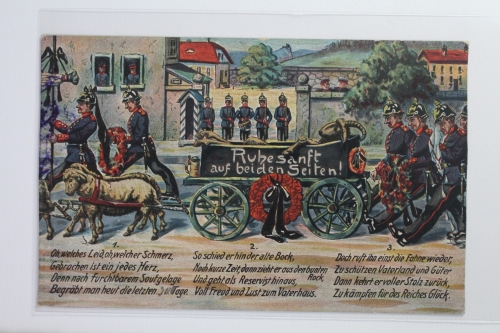 Ruhe sanft
auf beiden Seiten!
1.
Oh, welches Leid, oh, welcher Schmerz,
Gebrochen ist ein jedes Herz,
Denn nach furchtbarem Saufgelage
Begräbt man heut die letzten Tage.
2.
So schied er hin der alte Bock,
Noch kurze Zeit, dann zieht er aus den bunten
Rock,
Und geht als Reservist hinaus,
Voll Freud und Lust zum Vaterhaus.
3.
Doch ruft ihn einst die Fahne wieder,
Zu schützen Vaterland und Güter
Dann kehrt er voller Stolz zurück,
Zu kämpfen für des Reiches Glück.